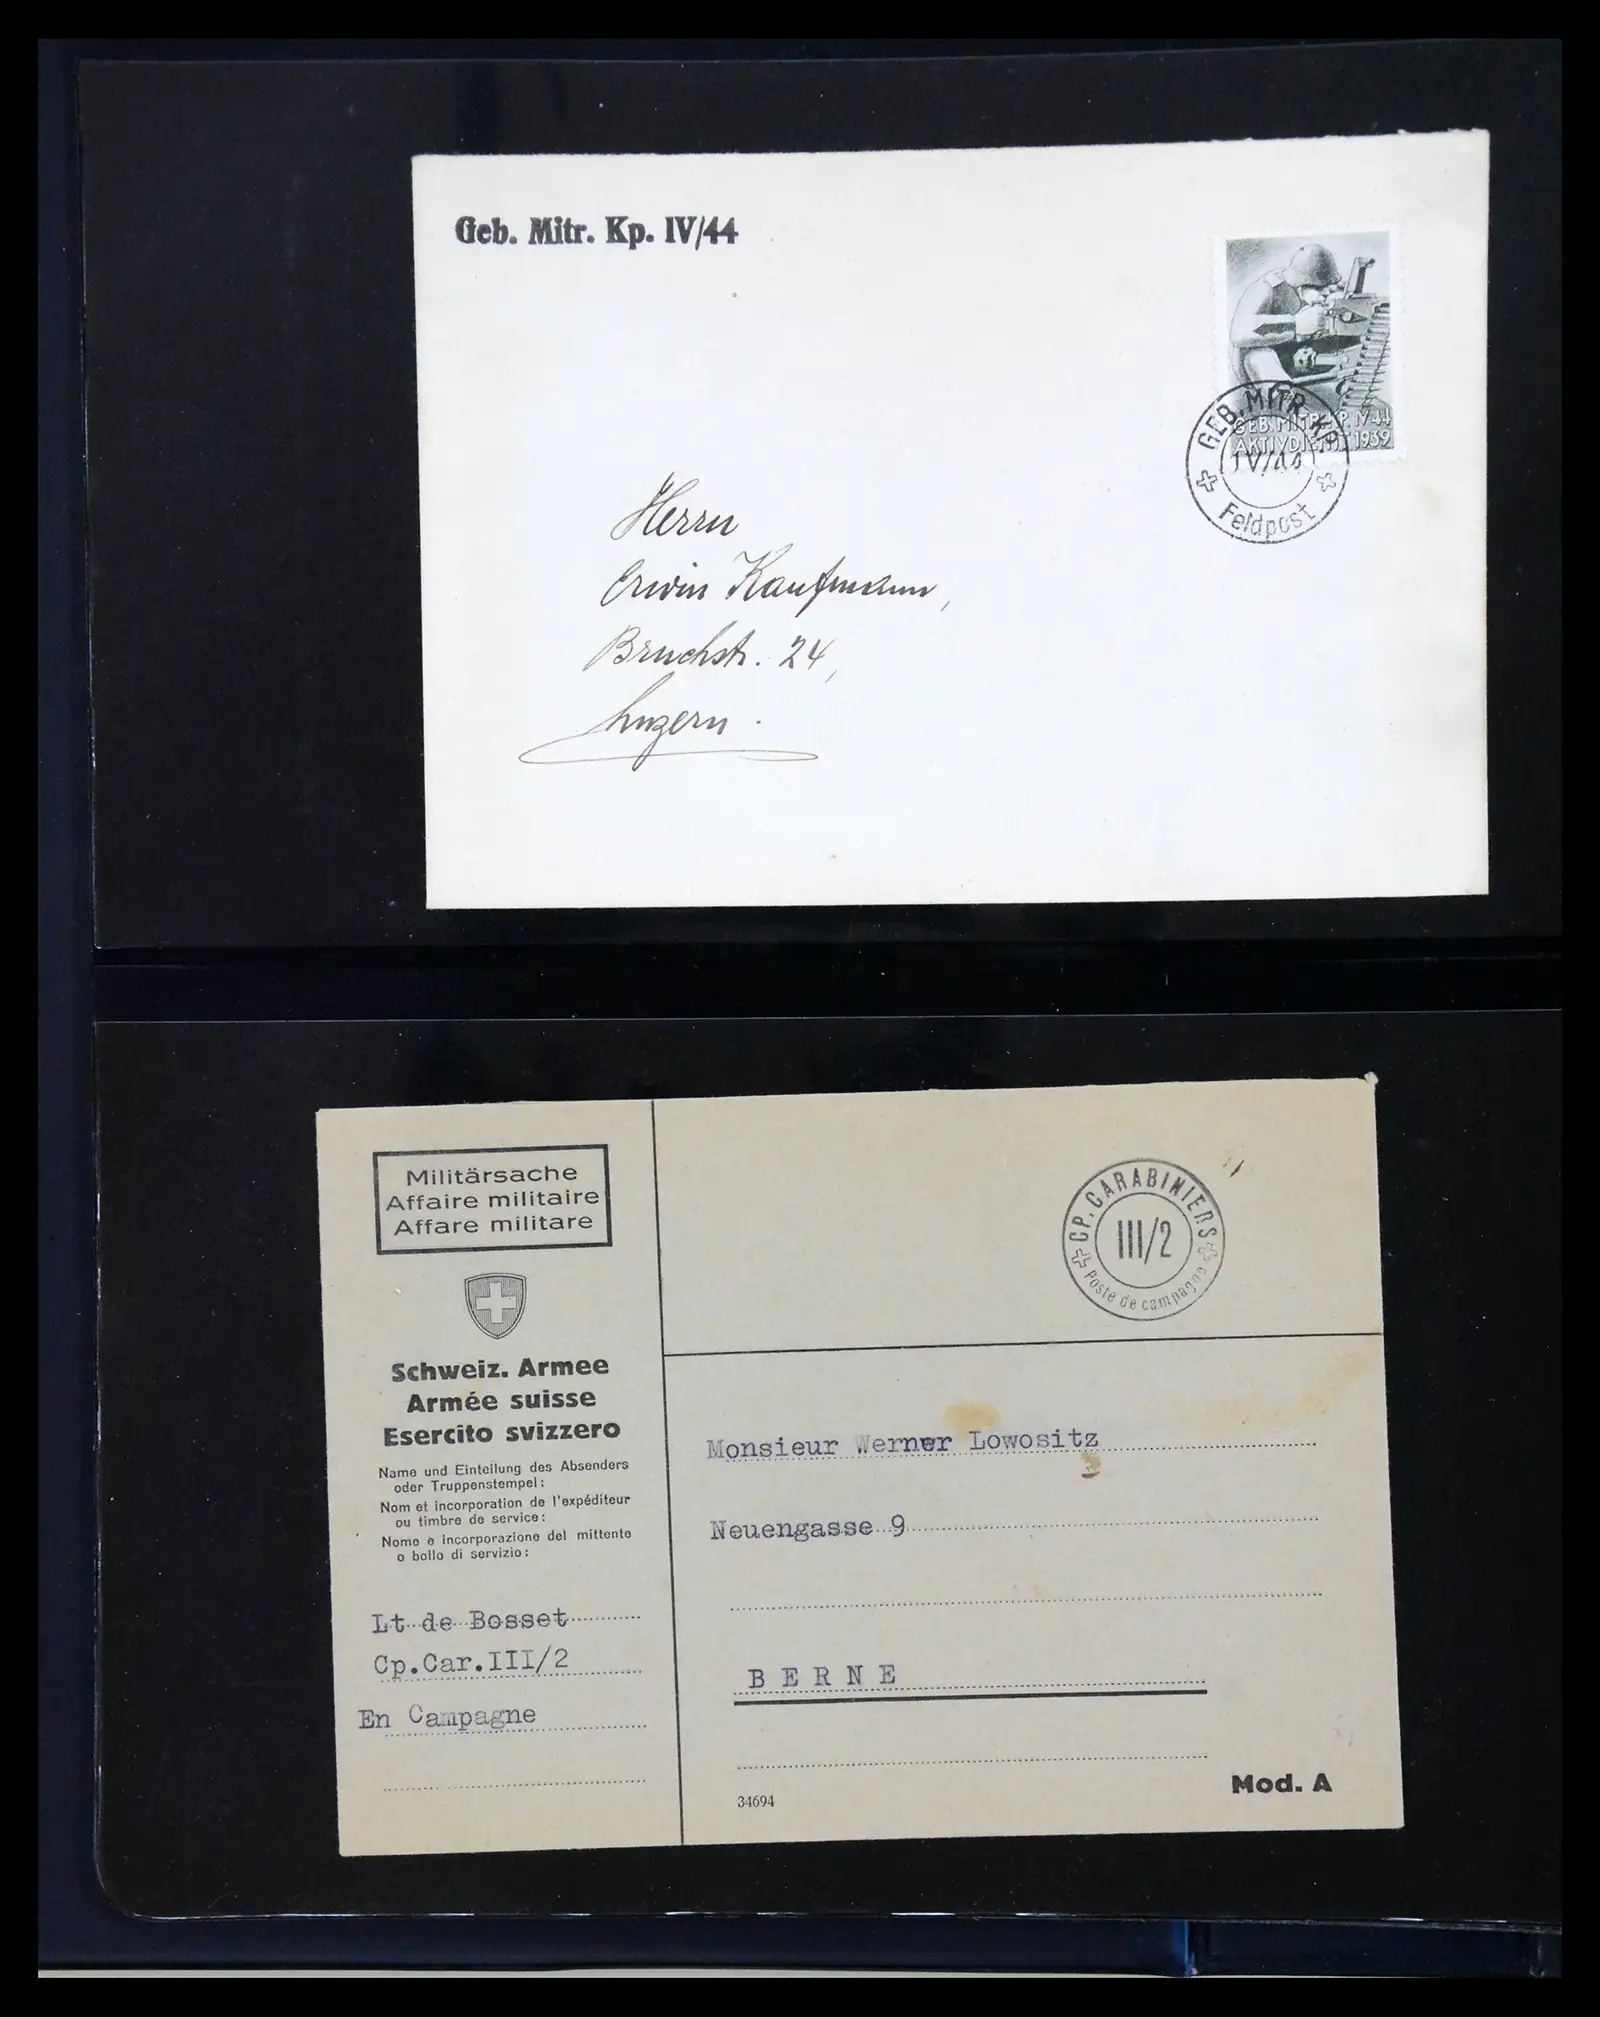 Geb. Mitr. Kp. IV/44
GEB. MITR. KP. IV 44
AKTIVDIENST 1939
GEB. MITR. KP.
IV/44
Feldpost
Herrn
Erwin Kaufmann,
Bruchstr. 24,
Luzern.
Militärsache
Affaire militaire
Affare militare
Schweiz. Armee
Armée suisse
Esercito svizzero
Name und Einteilung des Absenders
oder Truppenstempel:
Nom et incorporation de l'expéditeur
ou timbre de service:
Nome e incorporazione del mittente
o bollo di servizio:
Lt de Bosset
Cp.Car.III/2
En Campagne
CP. CARABINIERS
III/2
Poste de campagne
Monsieur Werner Lowositz
Neuengasse 9
BERNE
34694
Mod. A